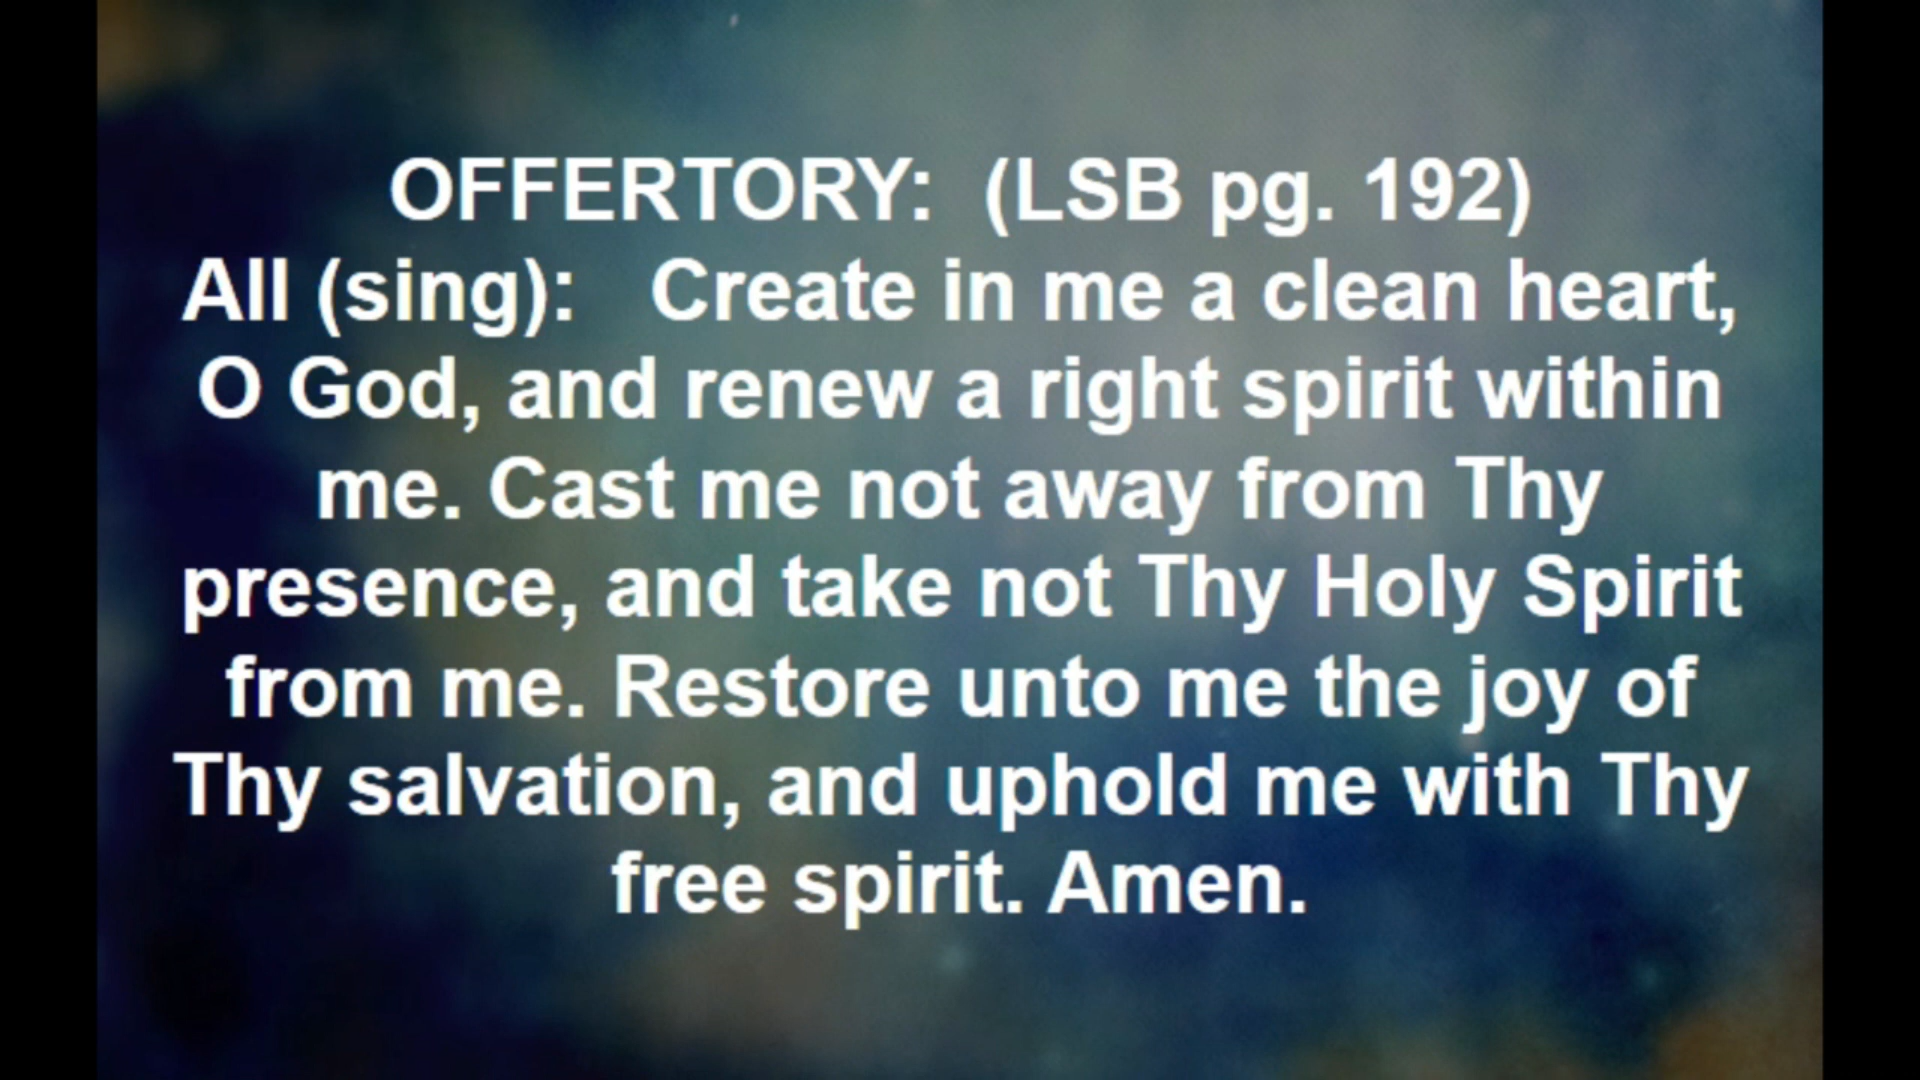 OFFERTORY:  (LSB pg. 192)
All (sing):   Create in me a clean heart,
O God, and renew a right spirit within
me. Cast me not away from Thy
presence, and take not Thy Holy Spirit
from me. Restore unto me the joy of
Thy salvation, and uphold me with Thy
free spirit. Amen.